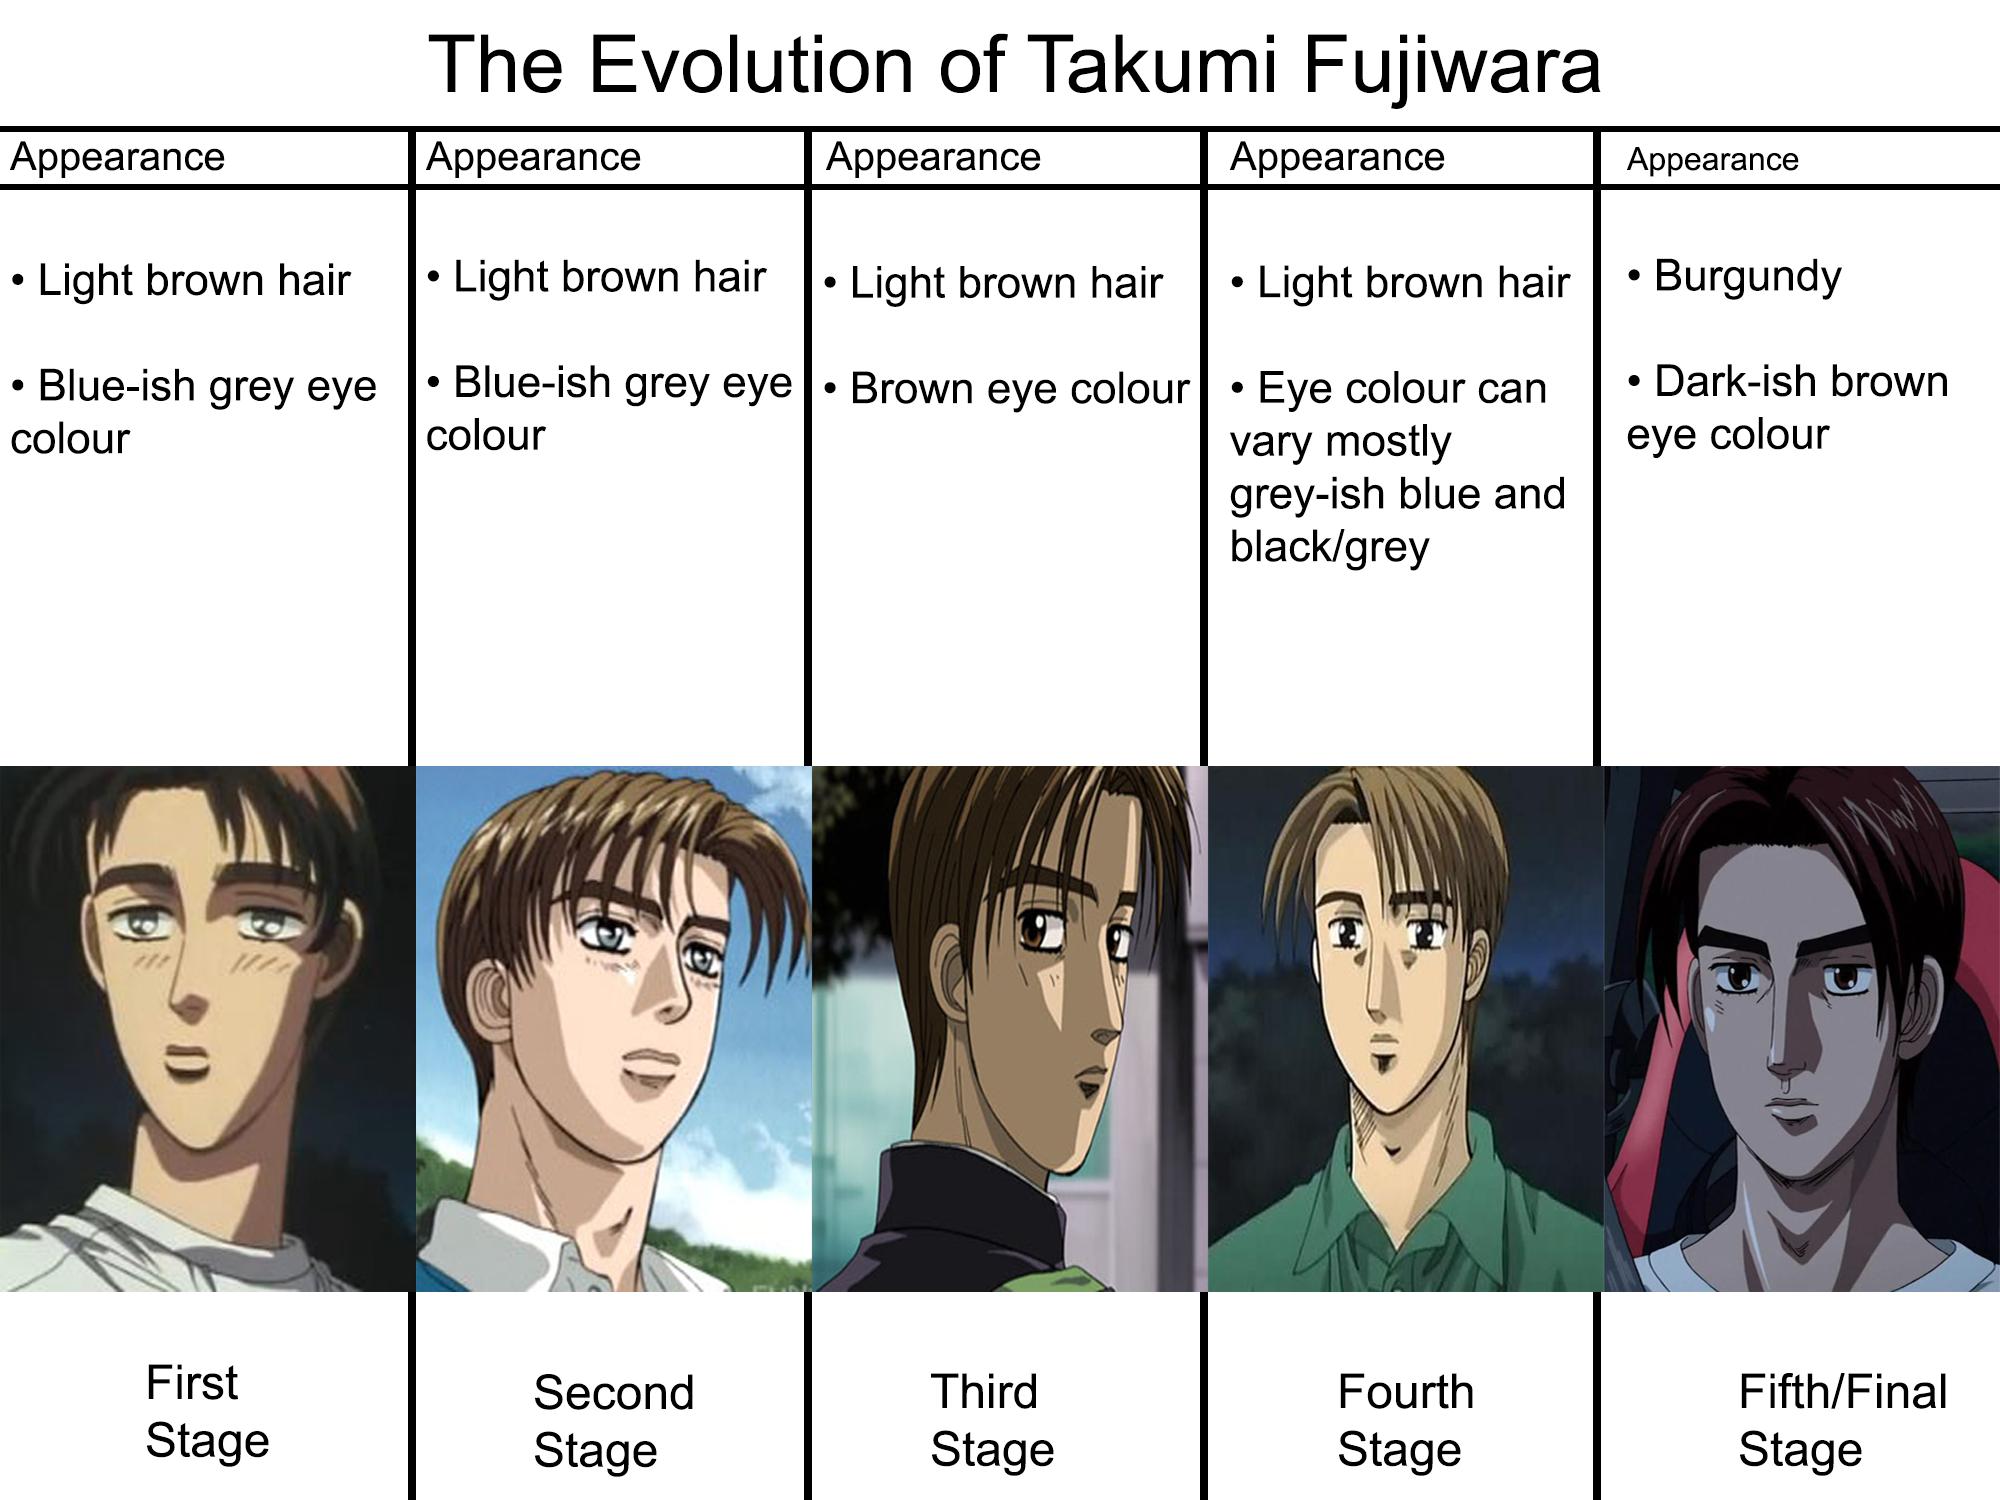 The Evolution of Takumi Fujiwara
Appearance
• Light brown hair
• Blue-ish grey eye
colour
First
Stage
Appearance
• Light brown hair
• Blue-ish grey eye
colour
Second
Stage
Appearance
• Light brown hair
• Brown eye colour
Third
Stage
Appearance
• Light brown hair
• Eye colour can
vary mostly
grey-ish blue and
black/grey
Fourth
Stage
Appearance
• Burgundy
• Dark-ish brown
eye colour
Fifth/Final
Stage